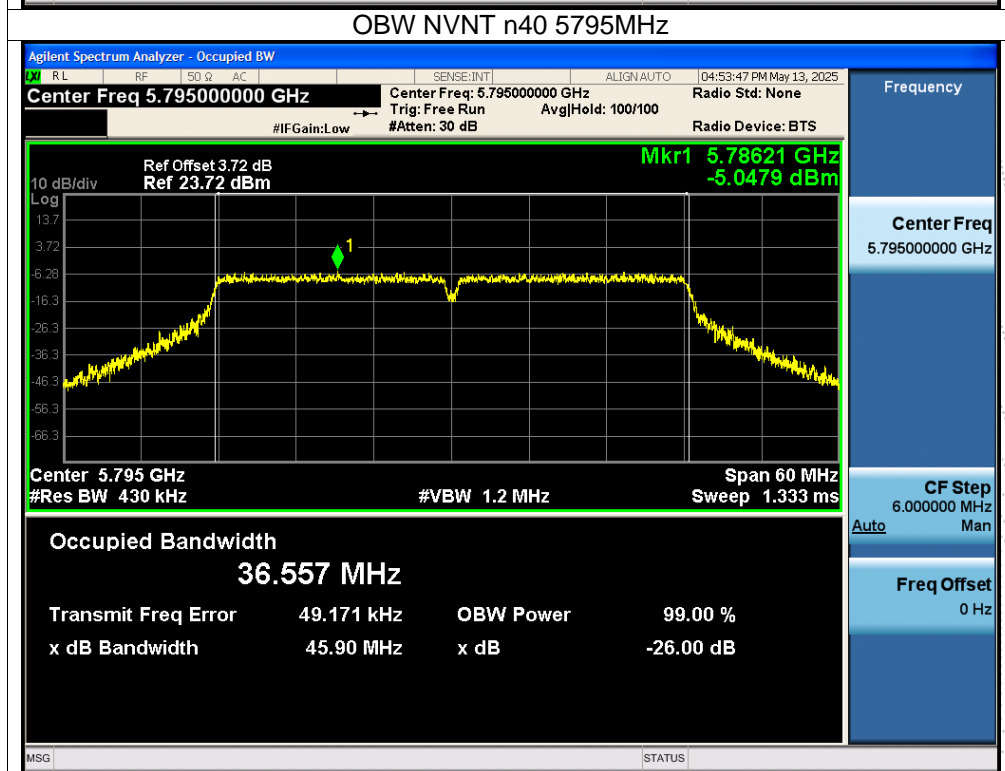 OBW NVNT n40 5795MHz
Agilent Spectrum Analyzer - Occupied BW
LXI RL RF 50 Ω AC SENSE:INT ALIGN AUTO 04:53:47 PM May 13, 2025
Center Freq 5.795000000 GHz Center Freq: 5.795000000 GHz Radio Std: None
Trig: Free Run Avg|Hold: 100/100
#IFGain:Low #Atten: 30 dB Radio Device: BTS
Mkr1 5.78621 GHz
-5.0479 dBm
Ref Offset 3.72 dB
10 dB/div Ref 23.72 dBm
Log
13.7
3.72
-6.28
-16.3
-26.3
-36.3
-46.3
-56.3
-66.3
1
Center 5.795 GHz Span 60 MHz
#Res BW 430 kHz #VBW 1.2 MHz Sweep 1.333 ms
Occupied Bandwidth
36.557 MHz
Transmit Freq Error 49.171 kHz OBW Power 99.00 %
x dB Bandwidth 45.90 MHz x dB -26.00 dB
MSG STATUS
Frequency
Center Freq
5.795000000 GHz
CF Step
6.000000 MHz
Auto Man
Freq Offset
0 Hz